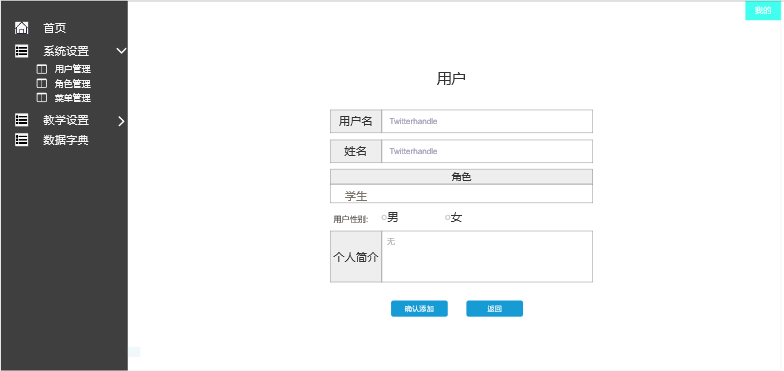 我的
首页
系统设置
用户管理
角色管理
菜单管理
教学设置
数据字典
用户
用户名 Twitterhandle
姓名 Twitterhandle
角色
学生
用户性别: 男 女
个人简介 无
确认添加 返回